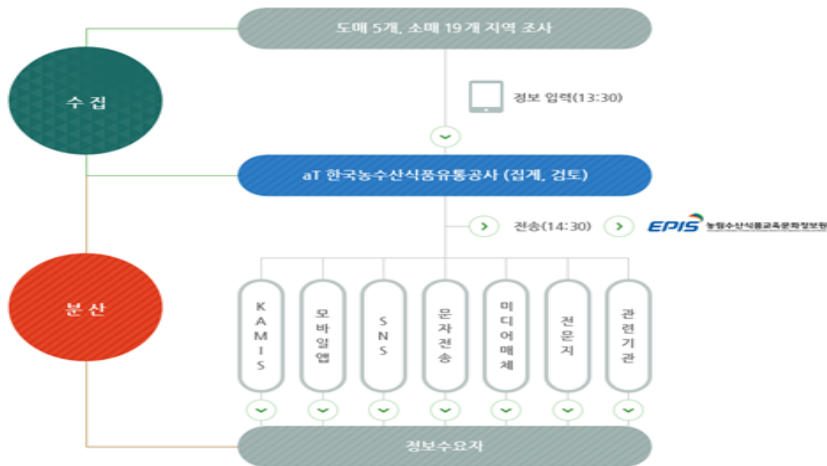 도매 5개, 소매 19개 지역 조사
수집
정보 입력(13:30)
aT 한국농수산식품유통공사 (집계, 검토)
전송(14:30)
EPIS 농림수산식품교육문화정보원
분산
KAMIS
모바일앱
SNS
문자전송
미디어매체
전문지
관련기관
정보수요자